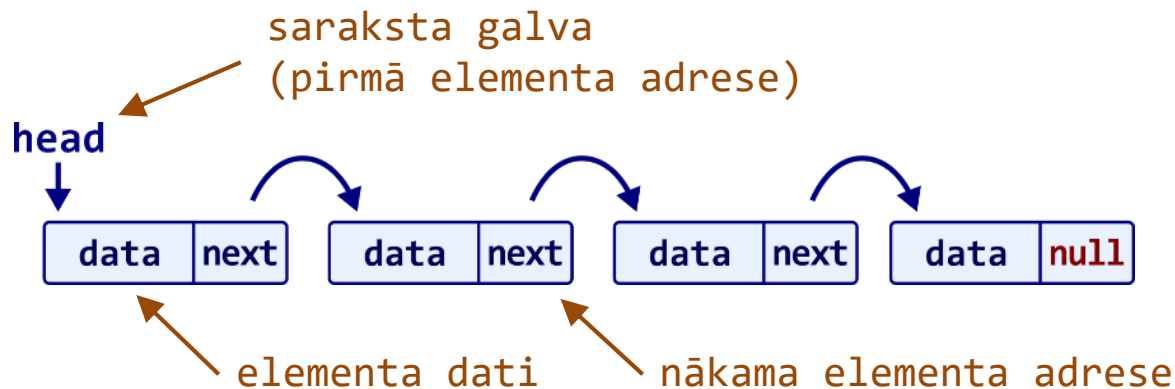 saraksta galva
(pirmā elementa adrese)
head
data next data next data next data null
elementa dati nākama elementa adrese